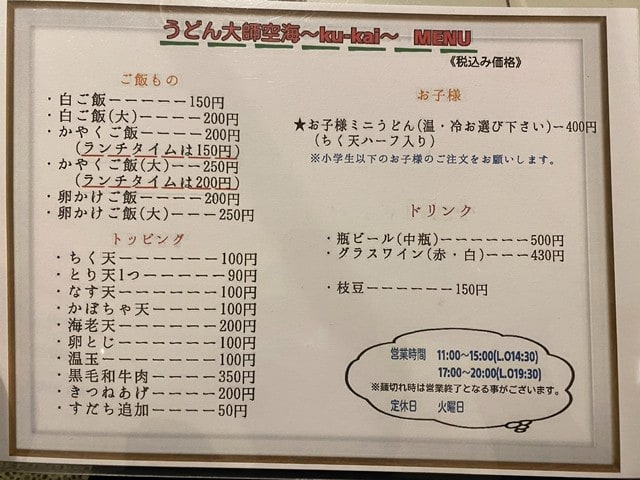 うどん大師空海～ku-kai～ MENU
《税込み価格》
ご飯もの
・白ご飯ーーーーー150円
・白ご飯(大)ーーー200円
・かやくご飯ーーー200円
(ランチタイムは150円)
・かやくご飯(大)ーー250円
(ランチタイムは200円)
・卵かけご飯ーーー200円
・卵かけご飯(大)ーー250円
トッピング
・ちく天ーーーーーー100円
・とり天1つーーーーー90円
・なす天ーーーーーー100円
・かぼちゃ天ーーーー100円
・海老天ーーーーーー200円
・卵とじーーーーーー100円
・温玉ーーーーーーー100円
・黒毛和牛肉ーーーー350円
・きつねあげーーーー200円
・すだち追加ーーーー50円
お子様
★お子様ミニうどん(温・冷お選び下さい)ー400円
(ちく天ハーフ入り)
※小学生以下のお子様のご注文をお願いします。
ドリンク
・瓶ビール(中瓶)ーーーーーー500円
・グラスワイン(赤・白)ーーー430円
・枝豆ーーーーー150円
営業時間 11:00~15:00(L.O14:30)
17:00~20:00(L.O19:30)
※麺切れ時は営業終了となる事がございます。
定休日 火曜日